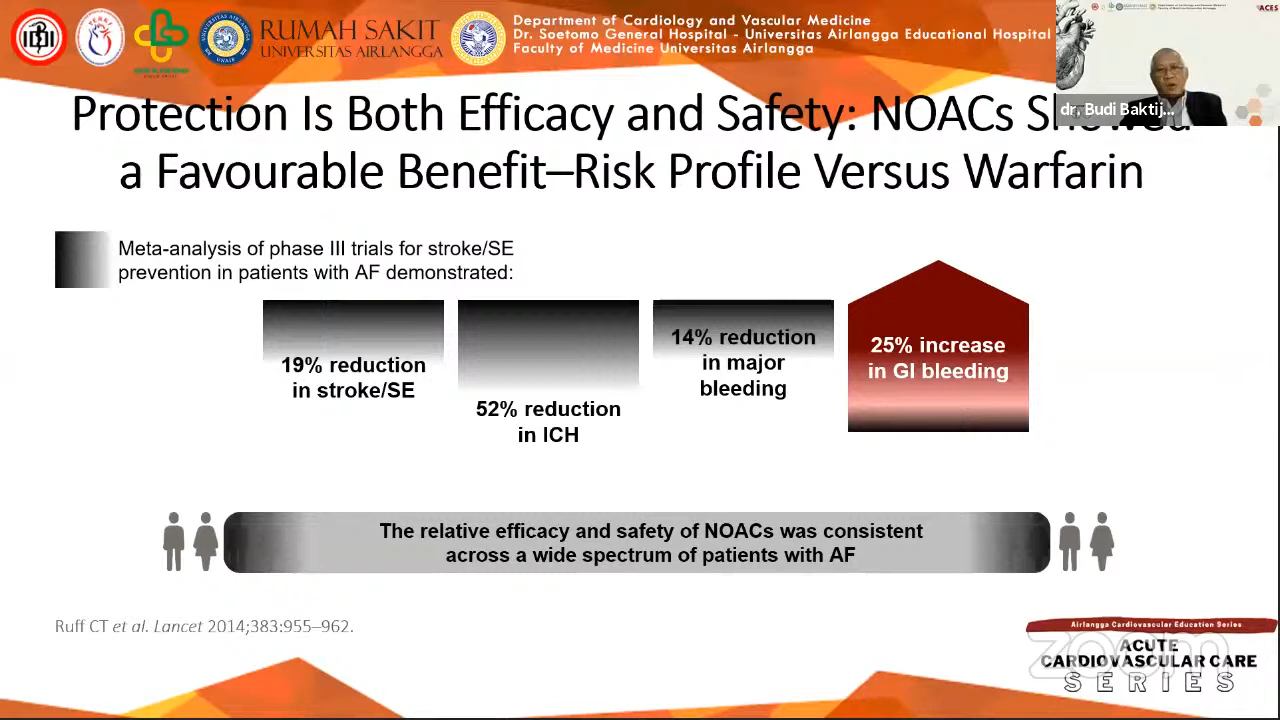 RUMAH SAKIT
UNIVERSITAS AIRLANGGA
Department of Cardiology and Vascular Medicine
Dr. Soetomo General Hospital - Universitas Airlangga Educational Hospital
Faculty of Medicine Universitas Airlangga
ACES
dr. Budi Baktij...
Protection Is Both Efficacy and Safety: NOACs Showed
a Favourable Benefit–Risk Profile Versus Warfarin
Meta-analysis of phase III trials for stroke/SE
prevention in patients with AF demonstrated:
19% reduction
in stroke/SE
52% reduction
in ICH
14% reduction
in major
bleeding
25% increase
in GI bleeding
The relative efficacy and safety of NOACs was consistent
across a wide spectrum of patients with AF
Ruff CT et al. Lancet 2014;383:955–962.
Airlangga Cardiovascular Education Series
zoom
ACUTE
CARDIOVASCULAR CARE
SERIES